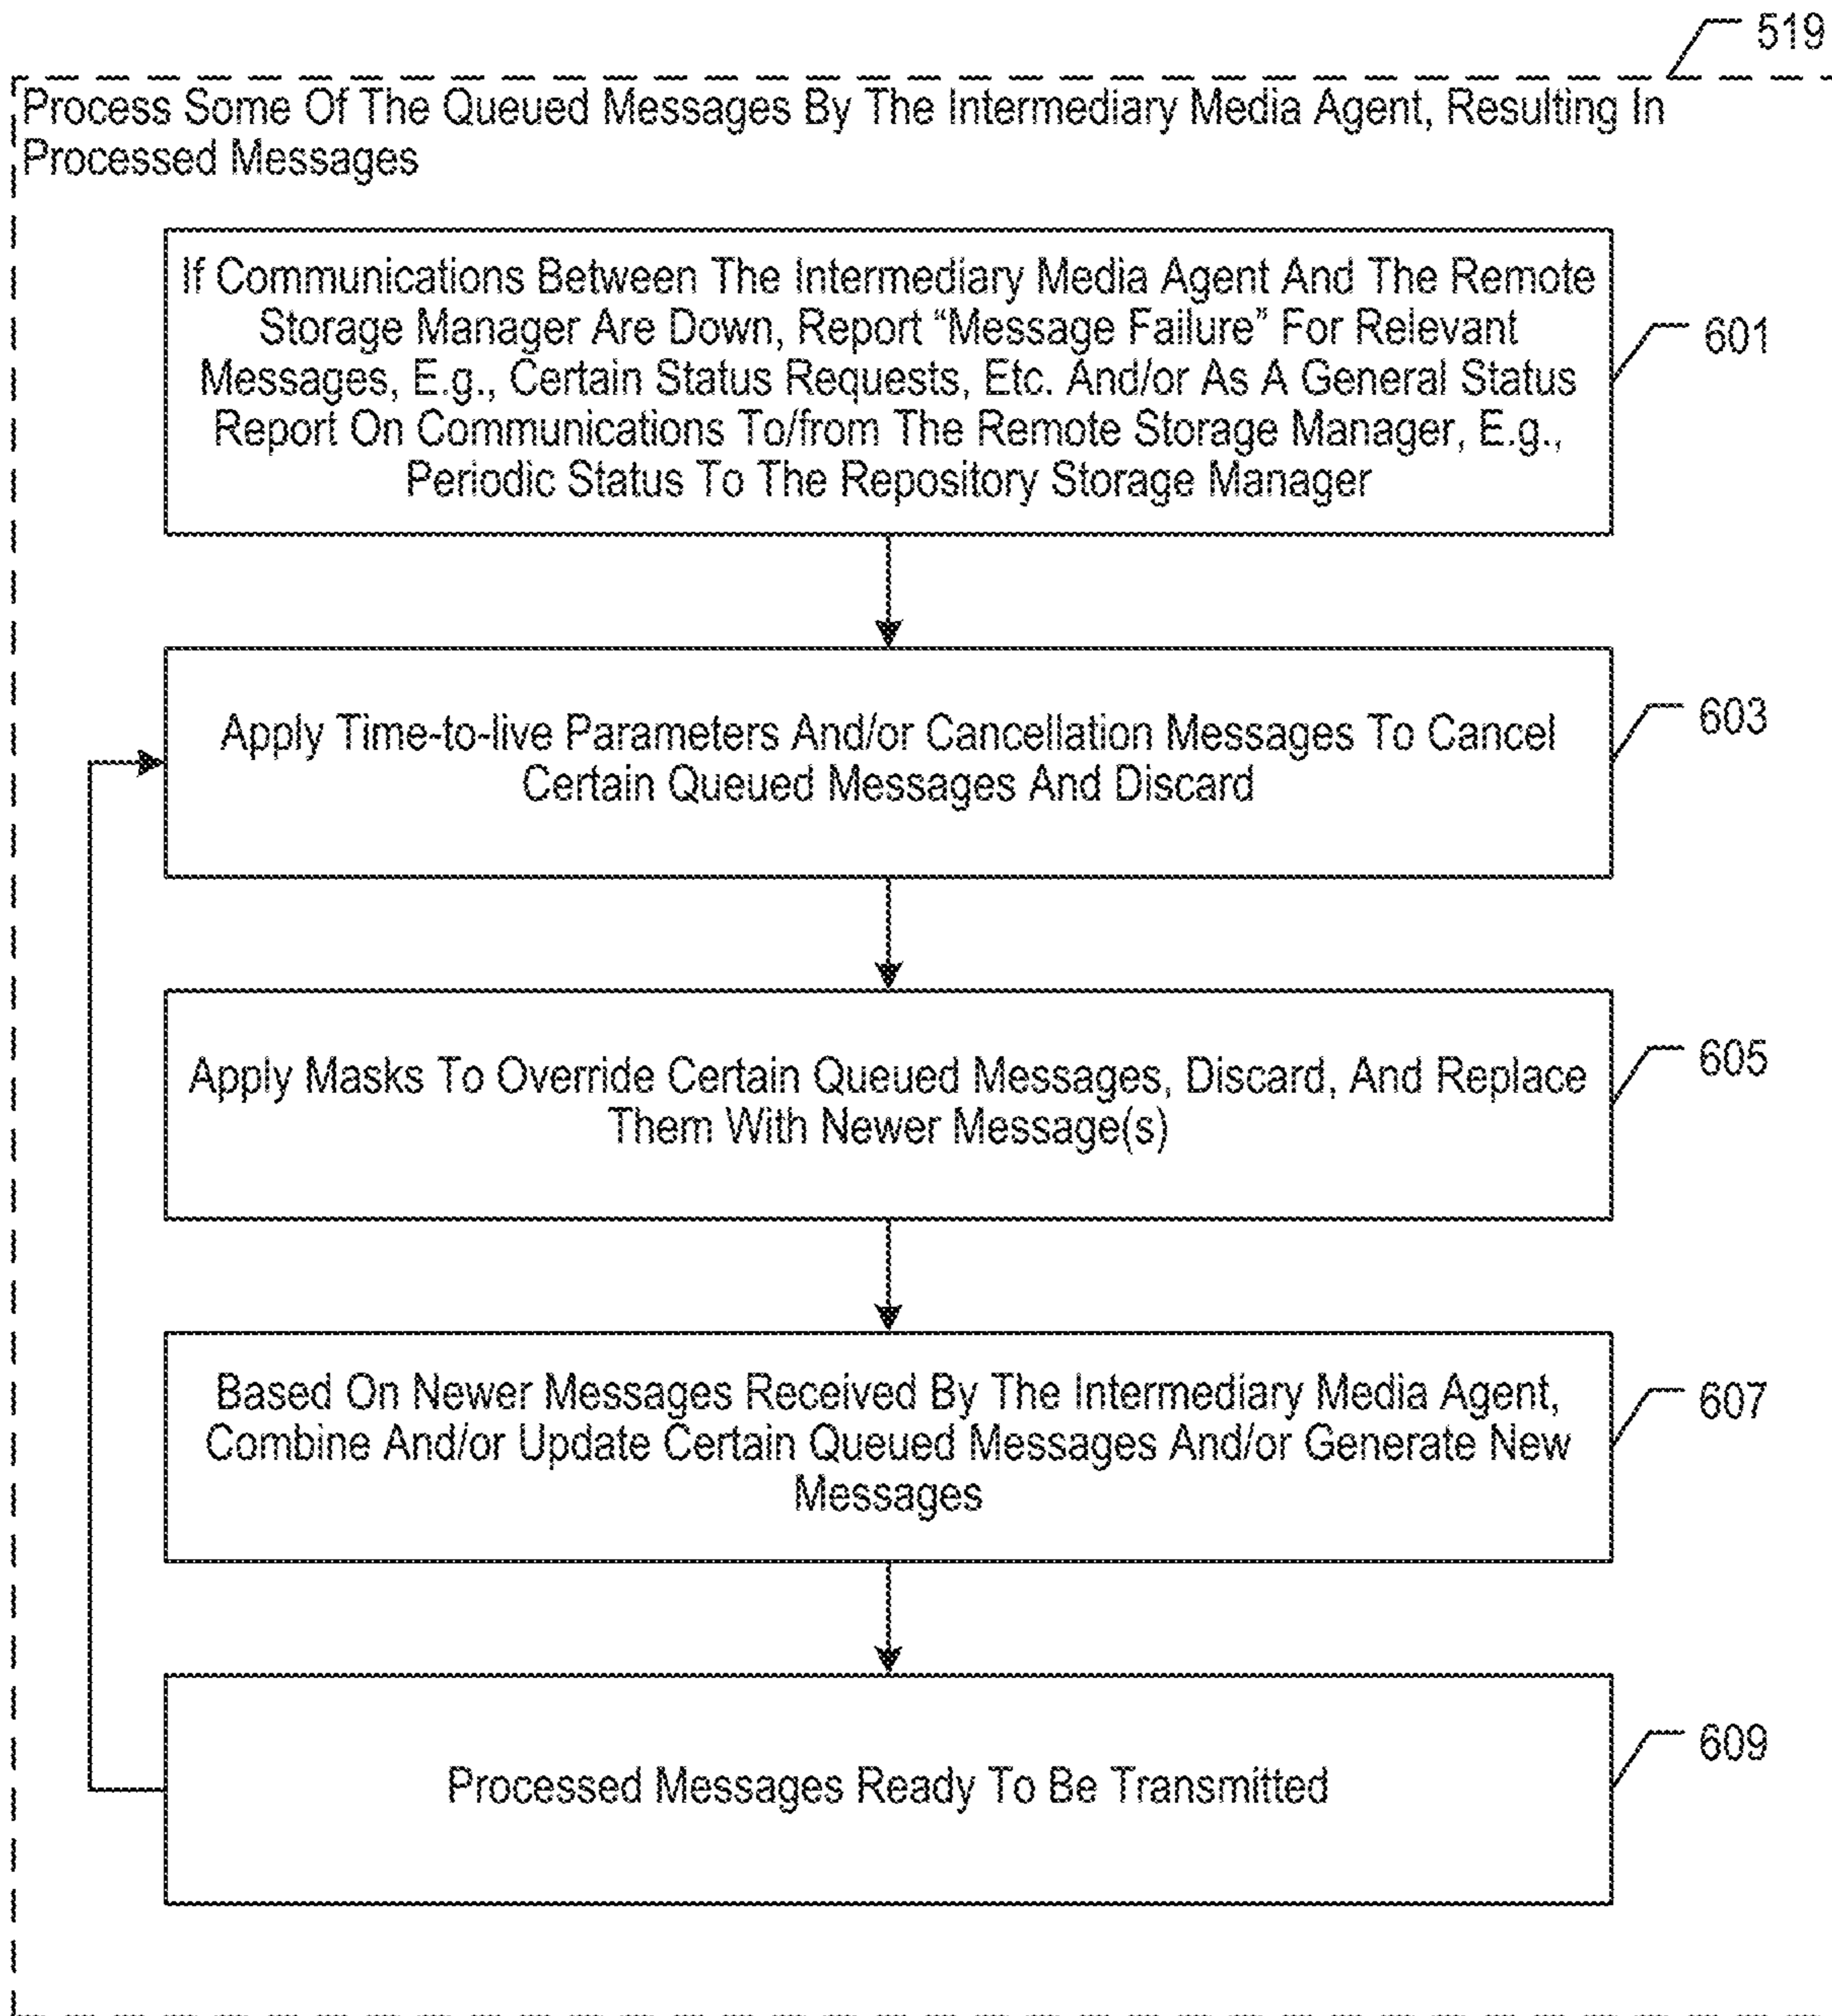 519
Process Some Of The Queued Messages By The Intermediary Media Agent, Resulting In
Processed Messages
If Communications Between The Intermediary Media Agent And The Remote
Storage Manager Are Down, Report “Message Failure” For Relevant
Messages, E.g., Certain Status Requests, Etc. And/or As A General Status
Report On Communications To/from The Remote Storage Manager, E.g.,
Periodic Status To The Repository Storage Manager
601
Apply Time-to-live Parameters And/or Cancellation Messages To Cancel
Certain Queued Messages And Discard
603
Apply Masks To Override Certain Queued Messages, Discard, And Replace
Them With Newer Message(s)
605
Based On Newer Messages Received By The Intermediary Media Agent,
Combine And/or Update Certain Queued Messages And/or Generate New
Messages
607
Processed Messages Ready To Be Transmitted
609